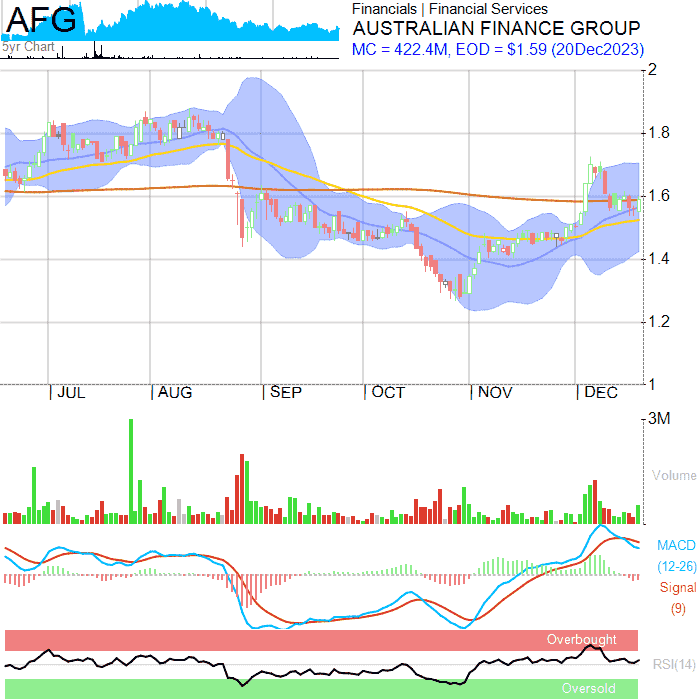 AFG
5yr Chart
Financials | Financial Services
AUSTRALIAN FINANCE GROUP
MC = 422.4M, EOD = $1.59 (20Dec2023)
2
1.8
1.6
1.4
1.2
1
JUL
AUG
SEP
OCT
NOV
DEC
3M
Volume
MACD
(12-26)
Signal
(9)
Overbought
RSI(14)
Oversold